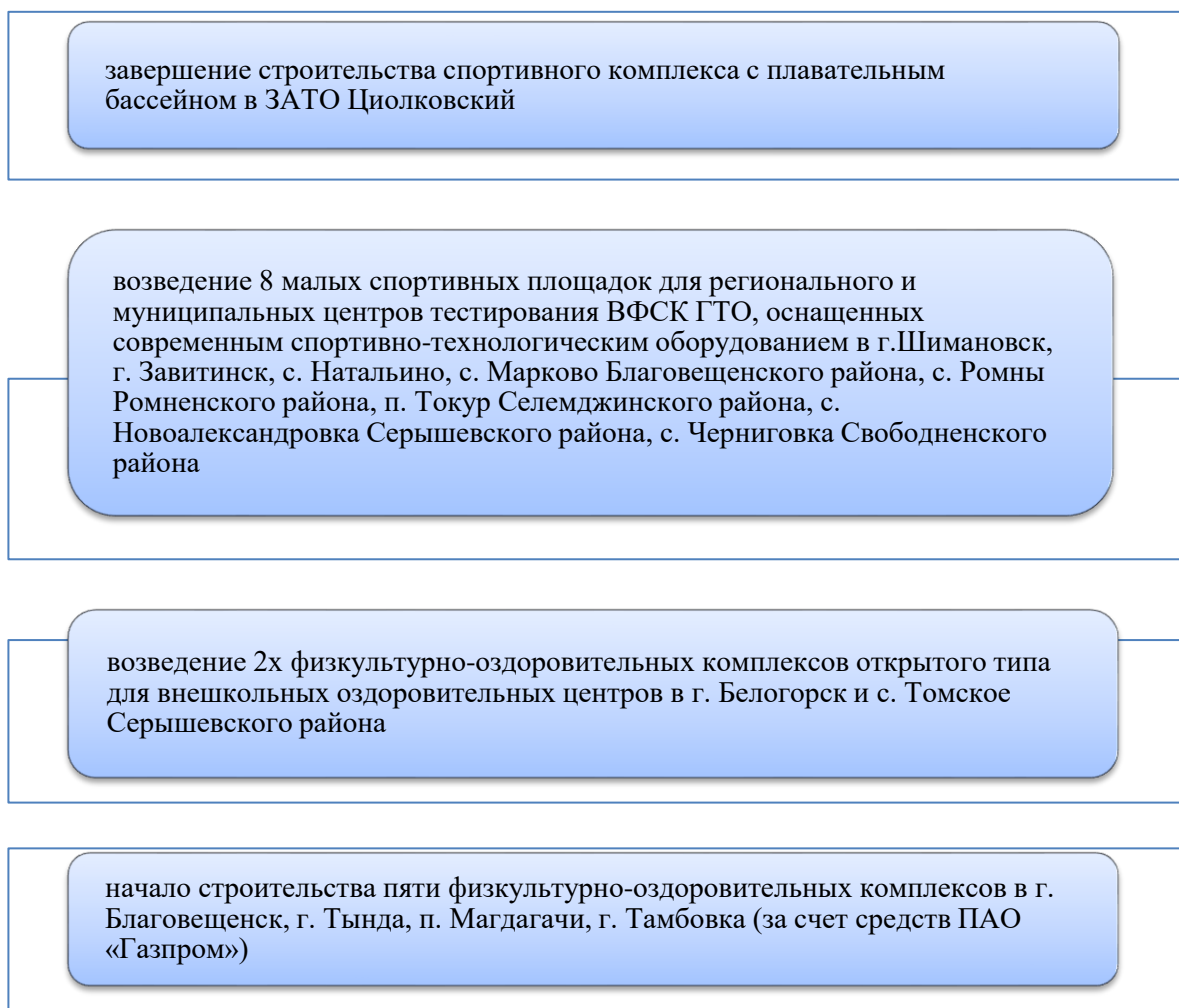 завершение строительства спортивного комплекса с плавательным
бассейном в ЗАТО Циолковский
возведение 8 малых спортивных площадок для регионального и
муниципальных центров тестирования ВФСК ГТО, оснащенных
современным спортивно-технологическим оборудованием в г.Шимановск,
г. Завитинск, с. Натальино, с. Марково Благовещенского района, с. Ромны
Ромненского района, п. Токур Селемджинского района, с.
Новоалександровка Серышевского района, с. Черниговка Свободненского
района
возведение 2х физкультурно-оздоровительных комплексов открытого типа
для внешкольных оздоровительных центров в г. Белогорск и с. Томское
Серышевского района
начало строительства пяти физкультурно-оздоровительных комплексов в г.
Благовещенск, г. Тында, п. Магдагачи, г. Тамбовка (за счет средств ПАО
«Газпром»)